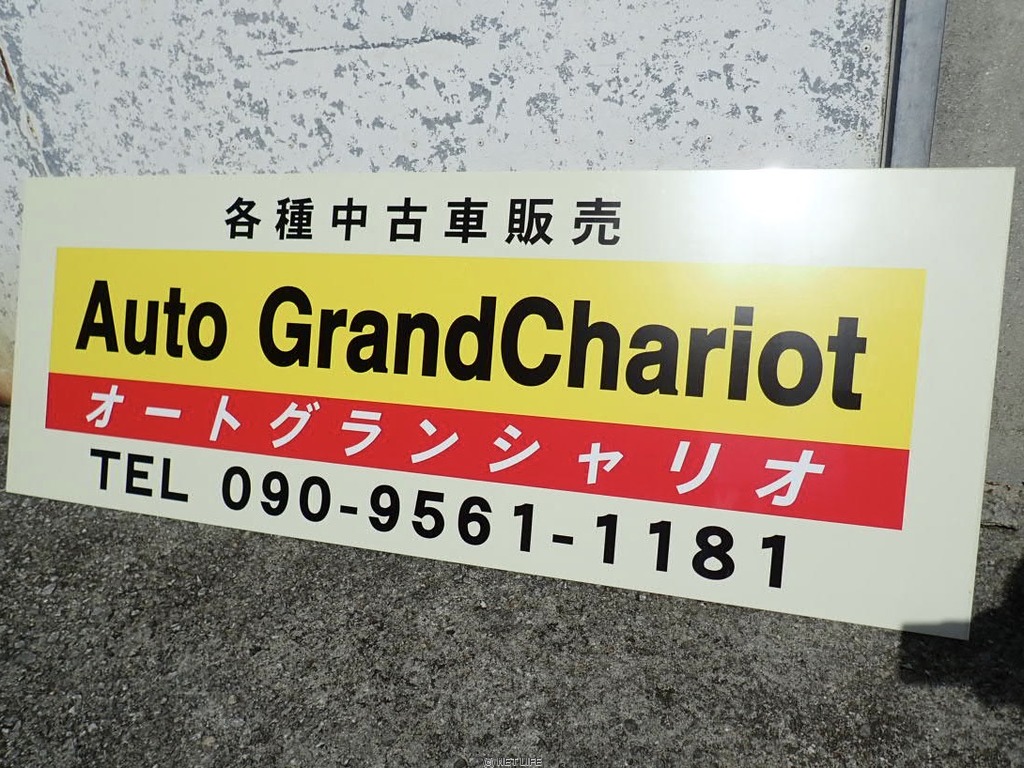 各種中古車販売
Auto GrandChariot
オートグランシャリオ
TEL 090-9561-1181
© NETLIFE